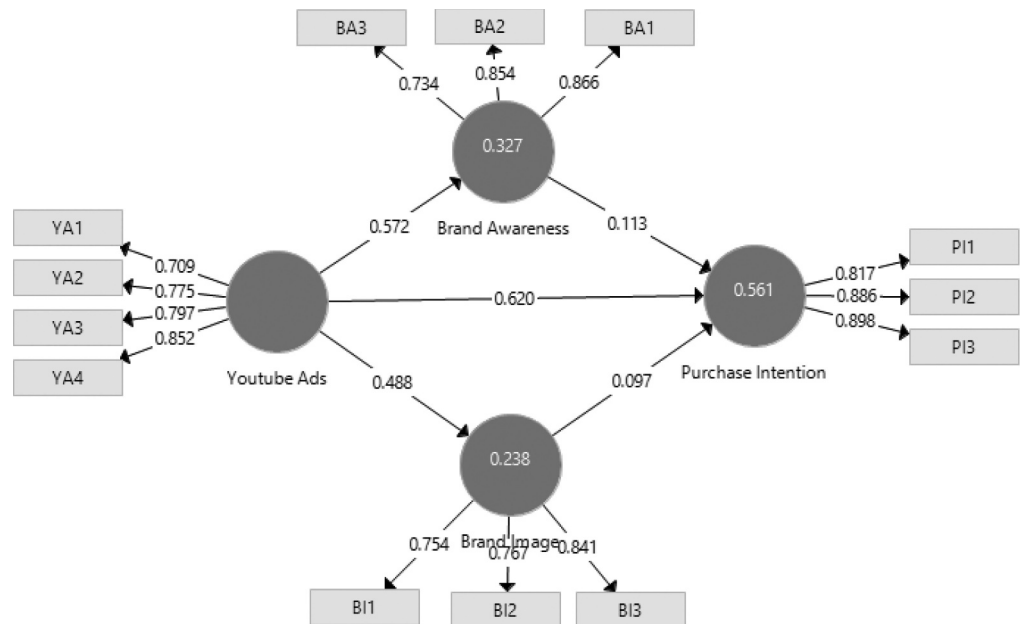 BA3
BA2
BA1
0.734
0.854
0.866
0.327
Brand Awareness
0.572
0.113
YA1
YA2
YA3
YA4
0.709
0.775
0.797
0.852
Youtube Ads
0.620
0.561
Purchase Intention
0.817
0.886
0.898
PI1
PI2
PI3
0.488
0.097
0.238
Brand Image
0.754
0.767
0.841
BI1
BI2
BI3